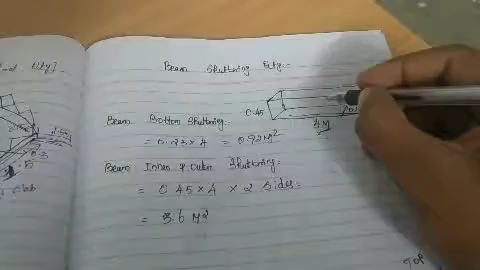 Beam Shuttering Qty:-
0.45
4M
Beam Bottom Shuttering:
= 0.23 × 4 = 0.92 M²
Beam Inner & Outer Shuttering:
= 0.45 × 4 × 2 Sides
= 3.6 M²
TOP